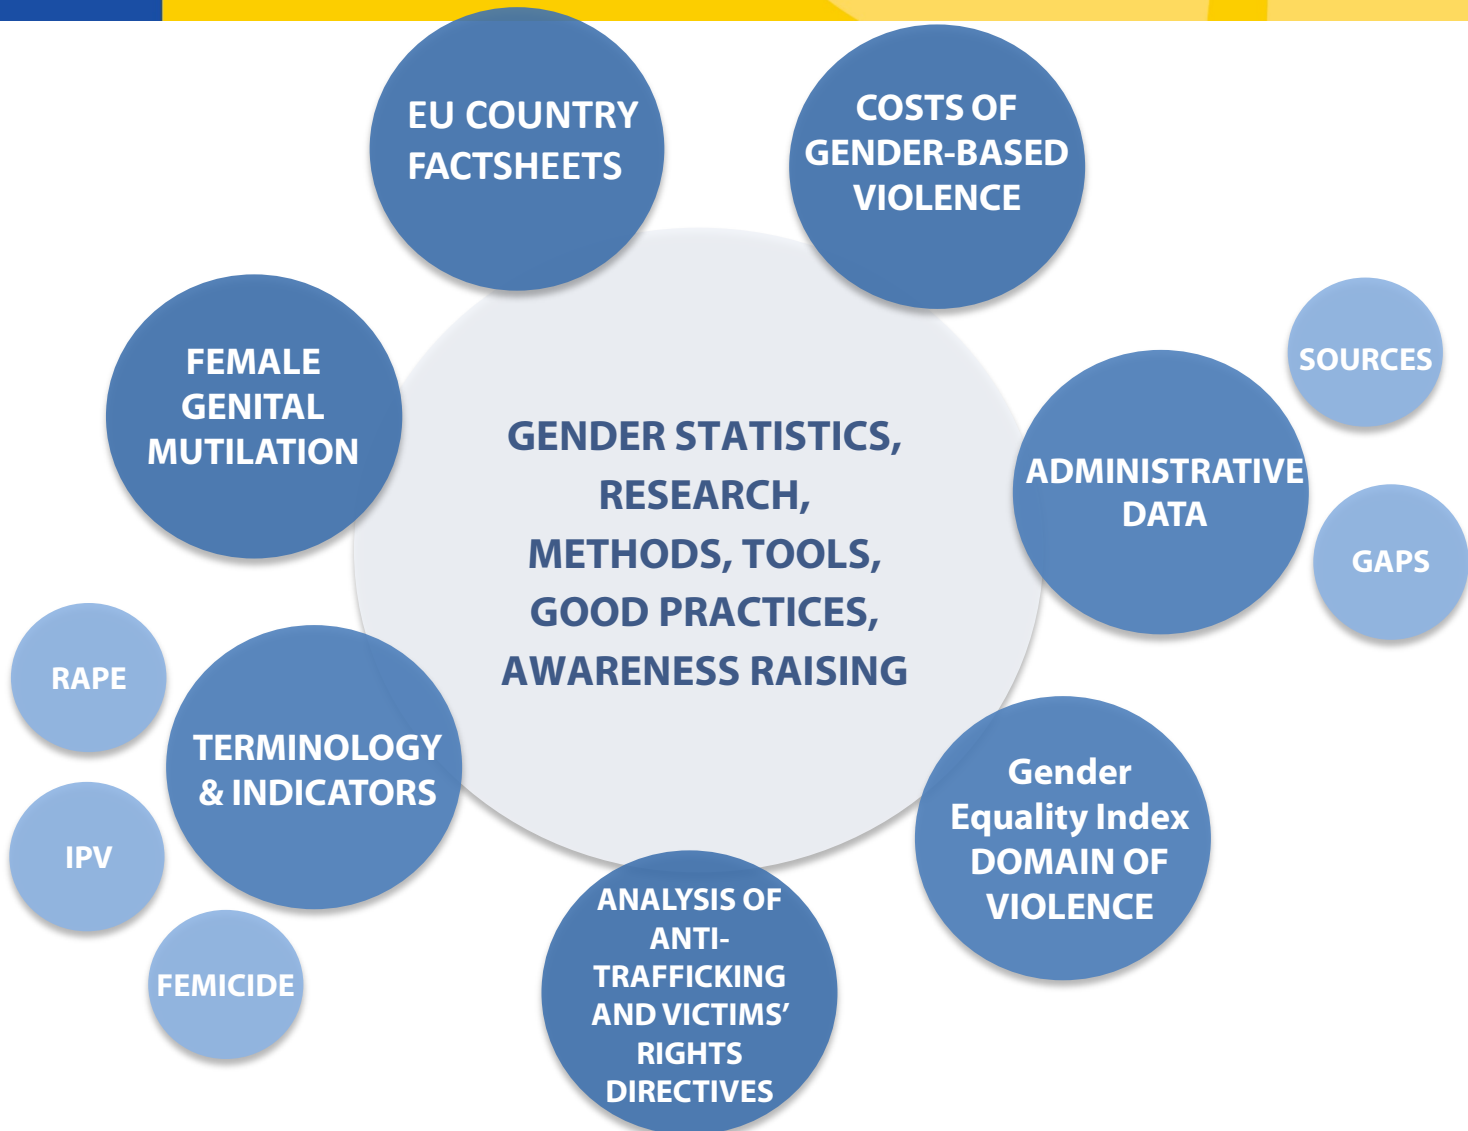 EU COUNTRY
FACTSHEETS
COSTS OF
GENDER-BASED
VIOLENCE
FEMALE
GENITAL
MUTILATION
SOURCES
ADMINISTRATIVE
DATA
GAPS
GENDER STATISTICS,
RESEARCH,
METHODS, TOOLS,
GOOD PRACTICES,
AWARENESS RAISING
RAPE
TERMINOLOGY
& INDICATORS
IPV
FEMICIDE
Gender
Equality Index
DOMAIN OF
VIOLENCE
ANALYSIS OF
ANTI-
TRAFFICKING
AND VICTIMS’
RIGHTS
DIRECTIVES